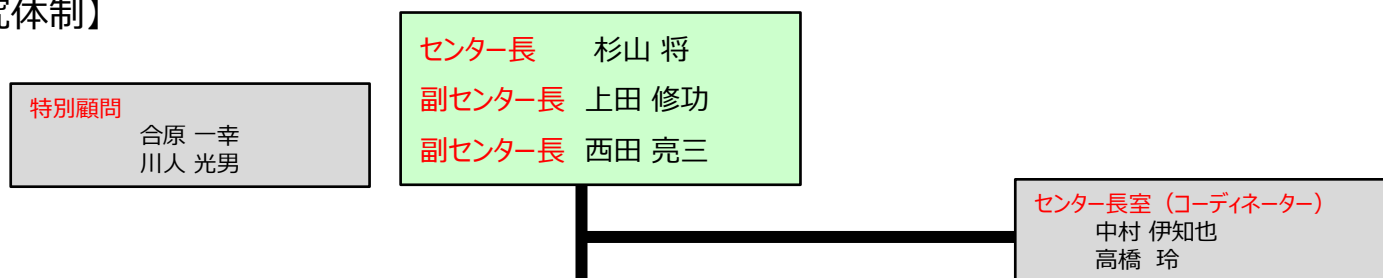 究体制】
センター長 杉山 将
副センター長 上田 修功
副センター長 西田 亮三
特別顧問
合原 一幸
川人 光男
センター長室（コーディネーター）
中村 伊知也
高橋 玲